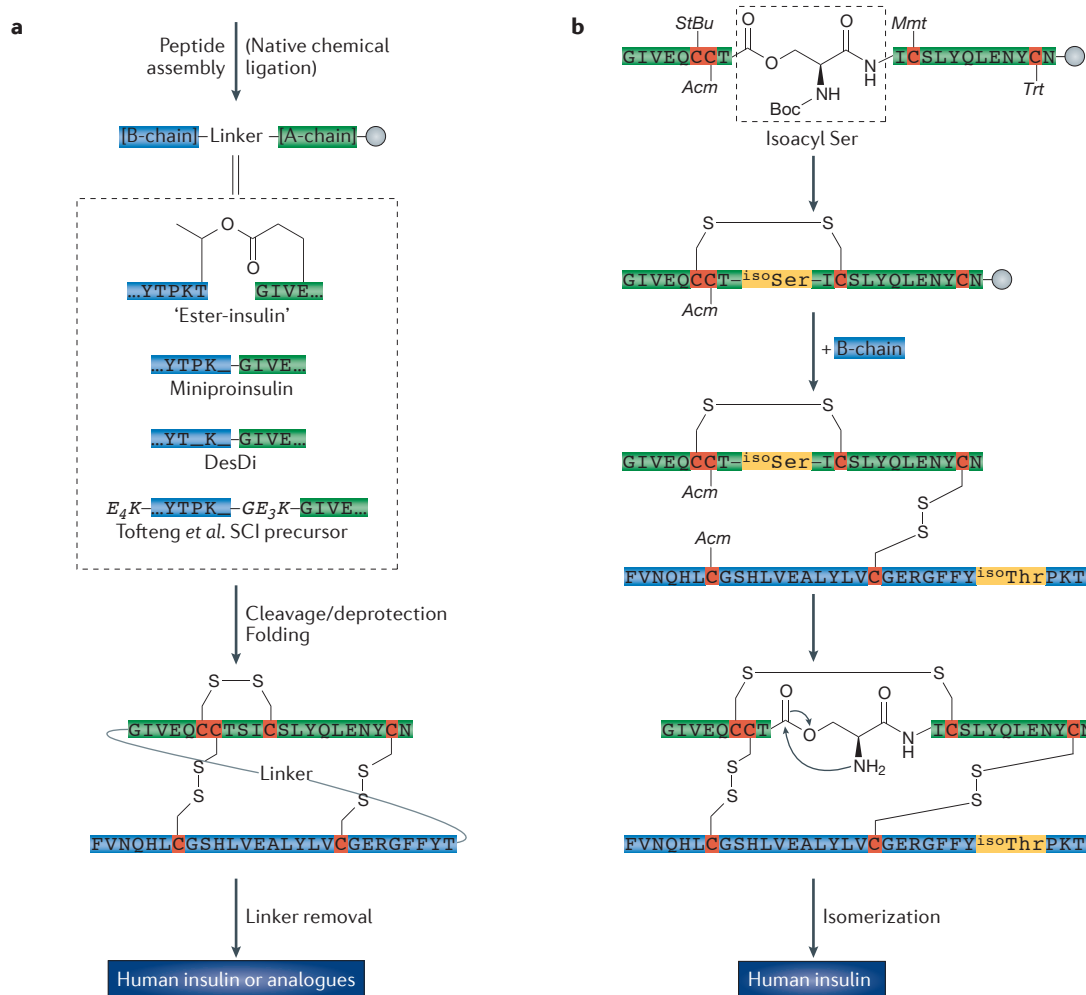 a
Peptide assembly
(Native chemical ligation)
[B-chain]–Linker–[A-chain]
O
O
...YTPKT
GIVE...
'Ester-insulin'
...YTPK_–GIVE...
Miniproinsulin
...YT_K_–GIVE...
DesDi
E4K–...YTPK_–GE3K–GIVE...
Tofteng et al. SCI precursor
Cleavage/deprotection
Folding
S S
GIVEQCCTSICSLYQLENYCN
S S
Linker
S S
FVNQHLCGSHLVEALYLVCGERGFFYT
Linker removal
Human insulin or analogues
b
StBu
O
O
Mmt
GIVEQCCT
O
N
H
ICSLYQLENYCN
Acm
Boc
NH
Trt
Isoacyl Ser
S S
GIVEQCCT–isoSer–ICSLYQLENYCN
Acm
+ B-chain
S S
GIVEQCCT–isoSer–ICSLYQLENYCN
Acm
S
S
Acm
FVNQHLCGSHLVEALYLVCGERGFFYisoThrPKT
S S
O
O
GIVEQCCT
O
N
H
ICSLYQLENYCN
NH2
S S
S S
FVNQHLCGSHLVEALYLVCGERGFFYisoThrPKT
Isomerization
Human insulin